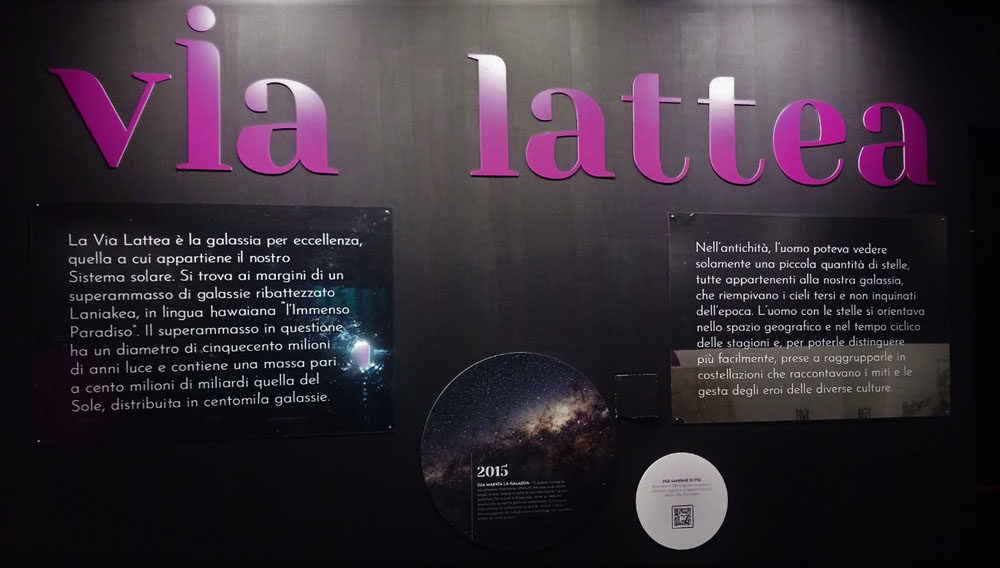 via lattea
La Via Lattea è la galassia per eccellenza,
quella a cui appartiene il nostro
Sistema solare. Si trova ai margini di un
superammasso di galassie ribattezzato
Laniakea, in lingua hawaiana "l'Immenso
Paradiso". Il superammasso in questione
ha un diametro di cinquecento milioni
di anni luce e contiene una massa pari
a cento milioni di miliardi quella del
Sole, distribuita in centomila galassie.
Nell'antichità, l'uomo poteva vedere
solamente una piccola quantità di stelle,
tutte appartenenti alla nostra galassia,
che riempivano i cieli tersi e non inquinati
dell'epoca. L'uomo con le stelle si orientava
nello spazio geografico e nel tempo ciclico
delle stagioni e, per poterle distinguere
più facilmente, prese a raggrupparle in
costellazioni che raccontavano i miti e le
gesta degli eroi delle diverse culture.
2015
SUA MAESTÀ LA GALASSIA
PER SAPERNE DI PIÙ